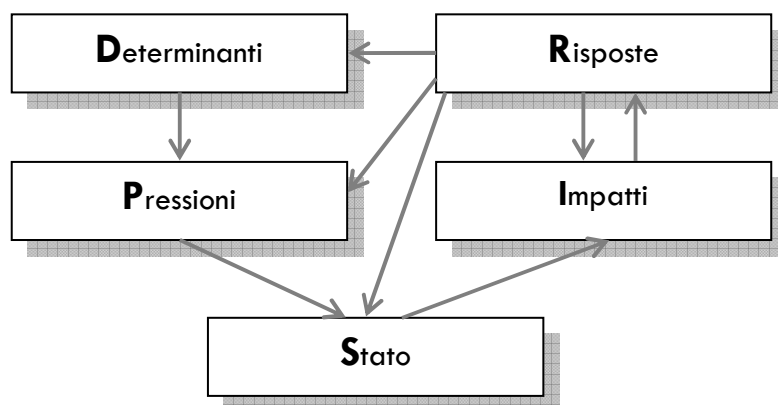 Determinanti
Risposte
Pressioni
Impatti
Stato